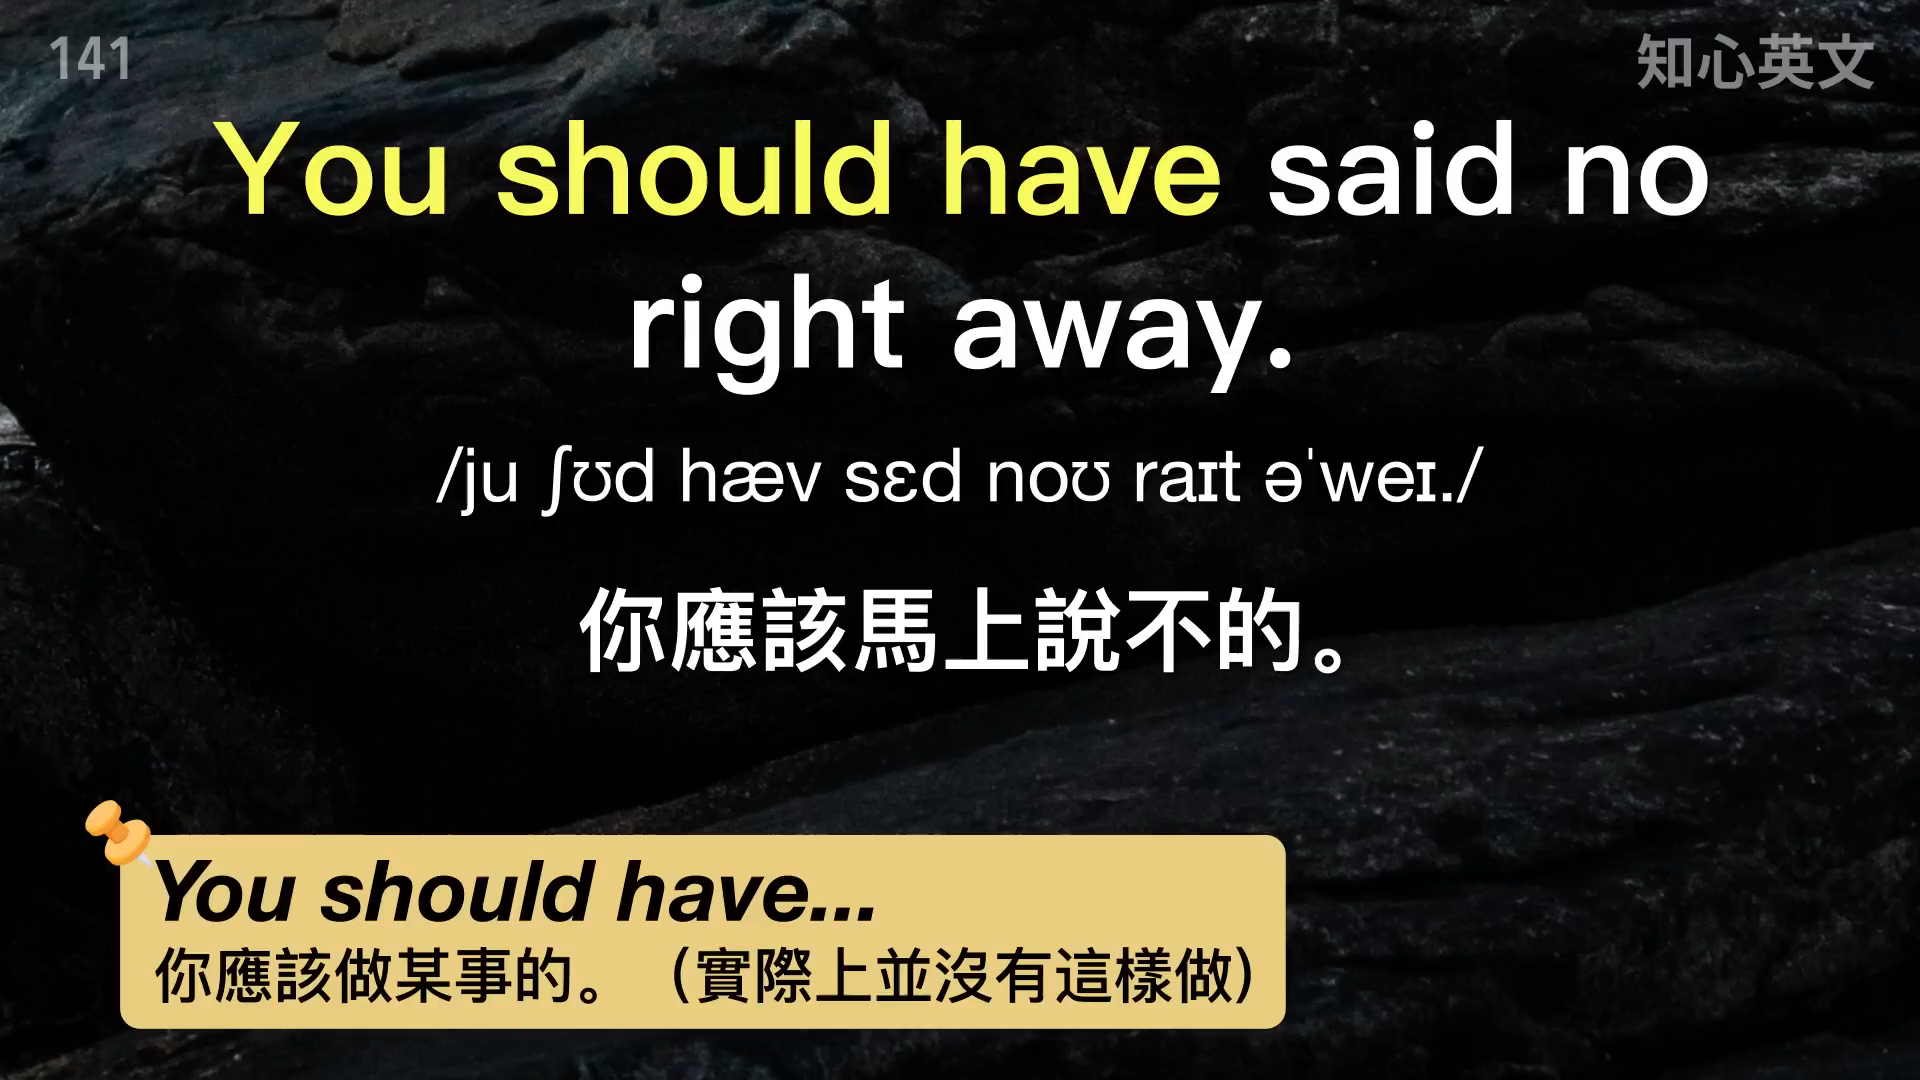 141
知心英文
You should have said no
right away.
/ju ʃʊd hæv sɛd noʊ raɪt əˈweɪ./
你應該馬上說不的。
You should have...
你應該做某事的。（實際上並沒有這樣做）